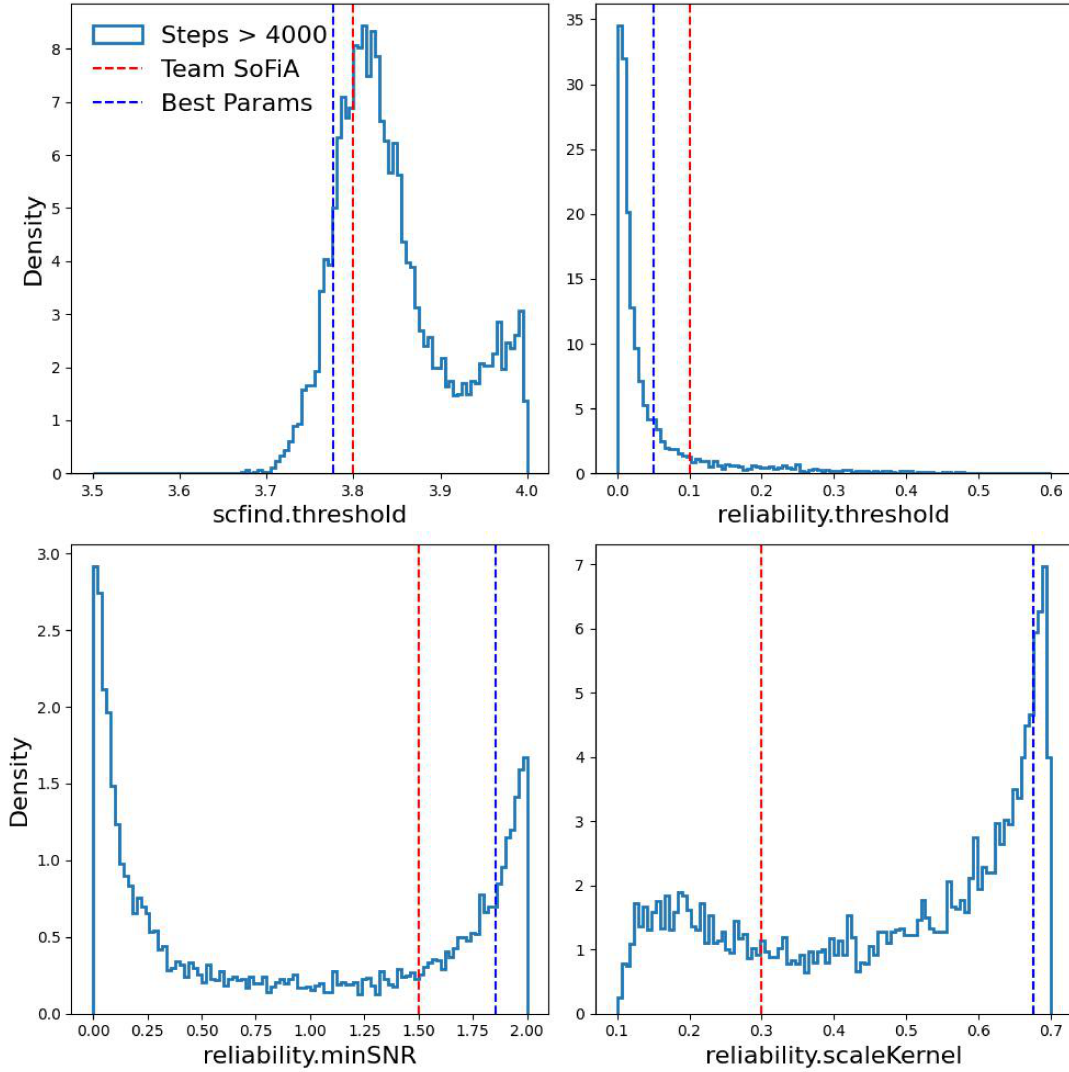 Steps > 4000
Team SoFiA
Best Params
Density
8
7
6
5
4
3
2
1
0
3.5 3.6 3.7 3.8 3.9 4.0
scfind.threshold
35
30
25
20
15
10
5
0
0.0 0.1 0.2 0.3 0.4 0.5 0.6
reliability.threshold
Density
3.0
2.5
2.0
1.5
1.0
0.5
0.0
0.00 0.25 0.50 0.75 1.00 1.25 1.50 1.75 2.00
reliability.minSNR
7
6
5
4
3
2
1
0
0.1 0.2 0.3 0.4 0.5 0.6 0.7
reliability.scaleKernel